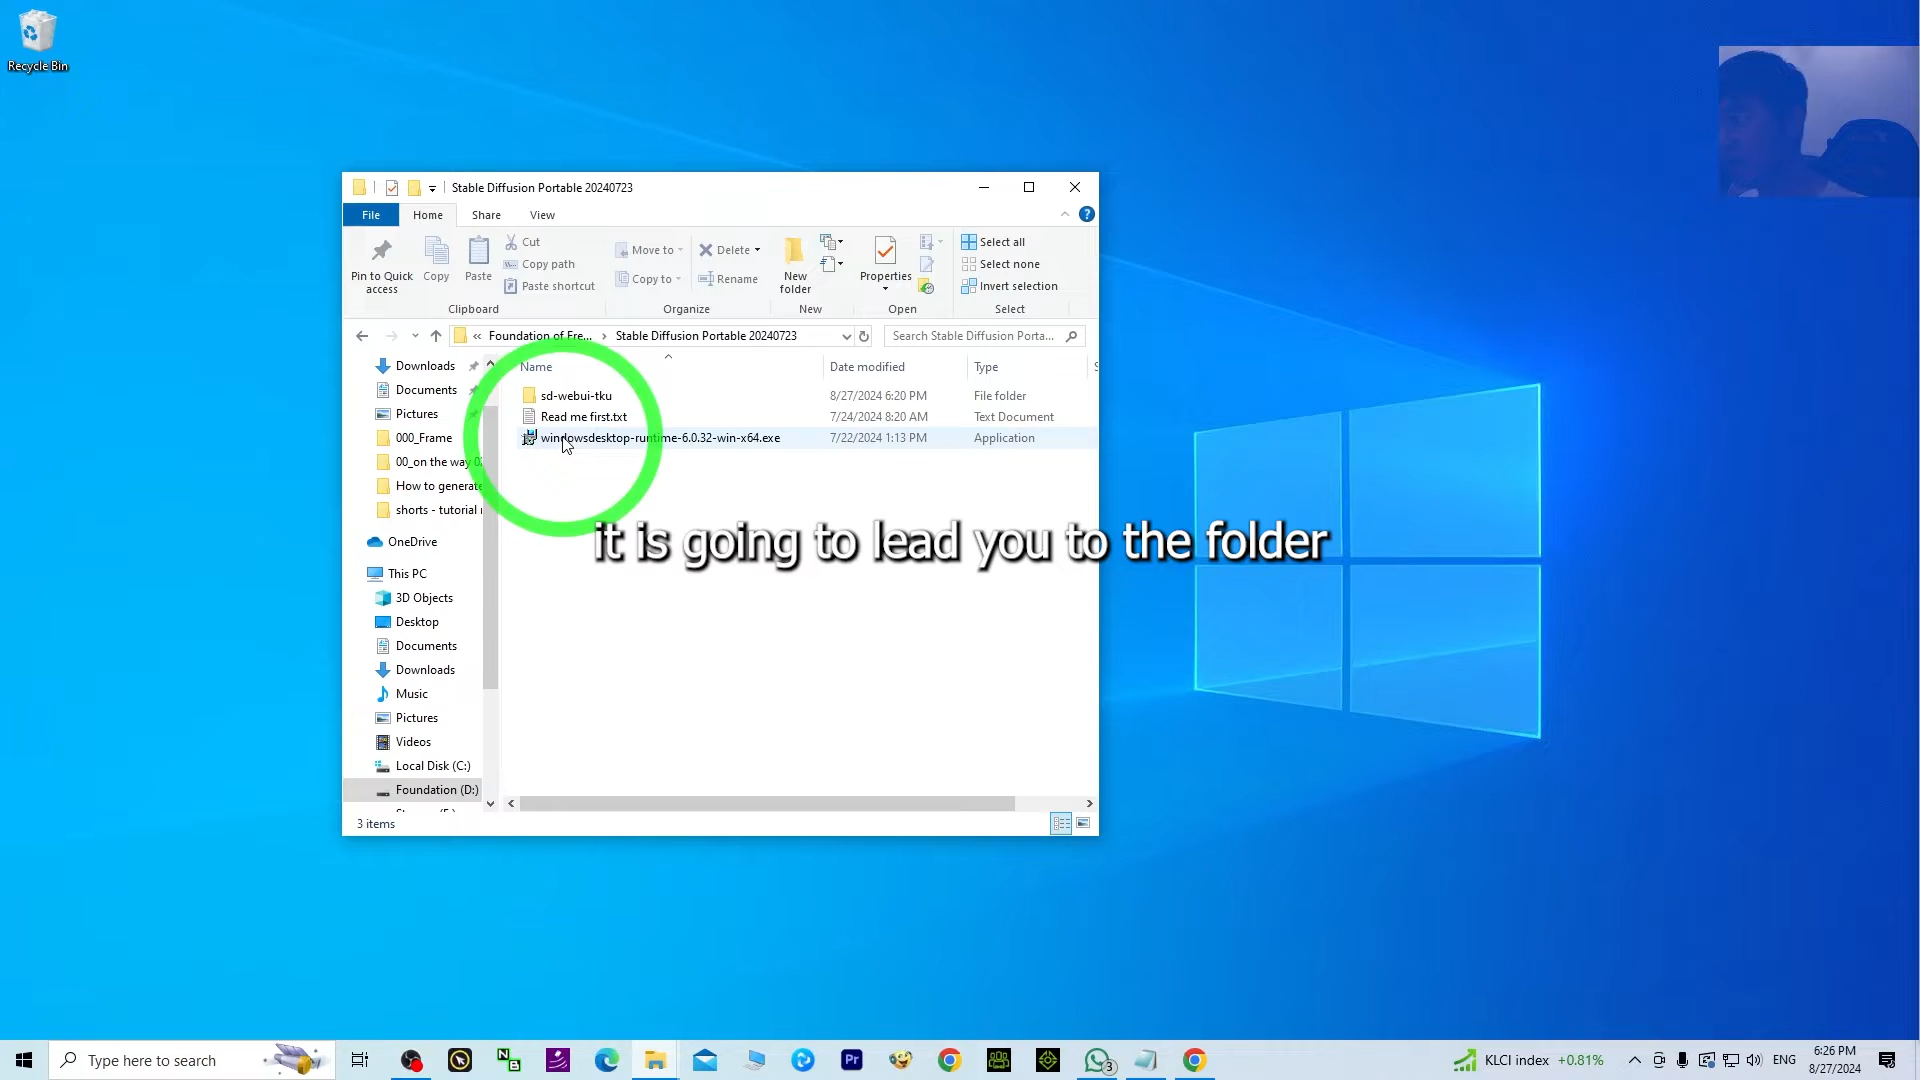 Recycle Bin
Stable Diffusion Portable 20240723
File Home Share View
Pin to Quick access
Copy
Paste
Cut
Copy path
Paste shortcut
Clipboard
Move to
Copy to
Delete
Rename
Organize
New folder
New
Properties
Open
Select all
Select none
Invert selection
Select
« Foundation of Fre... › Stable Diffusion Portable 20240723
Search Stable Diffusion Porta...
Downloads
Documents
Pictures
000_Frame
00_on the way
How to generate
shorts - tutorial
OneDrive
This PC
3D Objects
Desktop
Documents
Downloads
Music
Pictures
Videos
Local Disk (C:)
Foundation (D:)
Name Date modified Type
sd-webui-tku 8/27/2024 6:20 PM File folder
Read me first.txt 7/24/2024 8:20 AM Text Document
windowsdesktop-runtime-6.0.32-win-x64.exe 7/22/2024 1:13 PM Application
it is going to lead you to the folder
3 items
Type here to search
N
B
Pr
3
KLCI index +0.81%
ENG
6:26 PM
8/27/2024